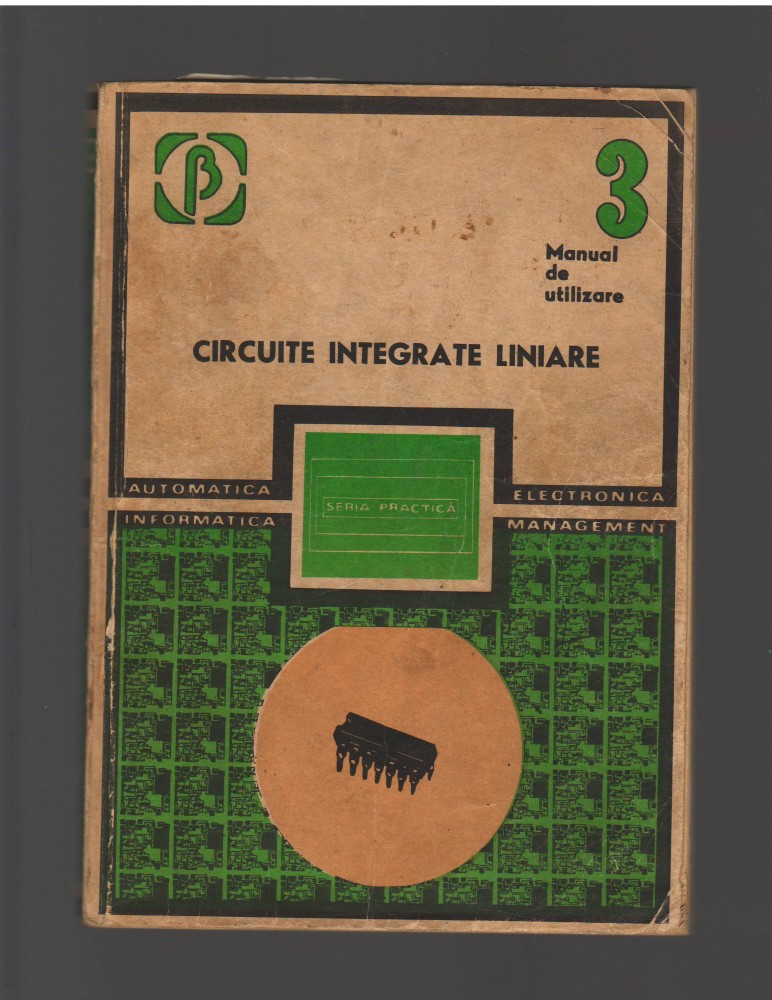 β
3
Manual
de
utilizare
CIRCUITE INTEGRATE LINIARE
AUTOMATICA
ELECTRONICA
SERIA PRACTICĂ
INFORMATICA
MANAGEMENT